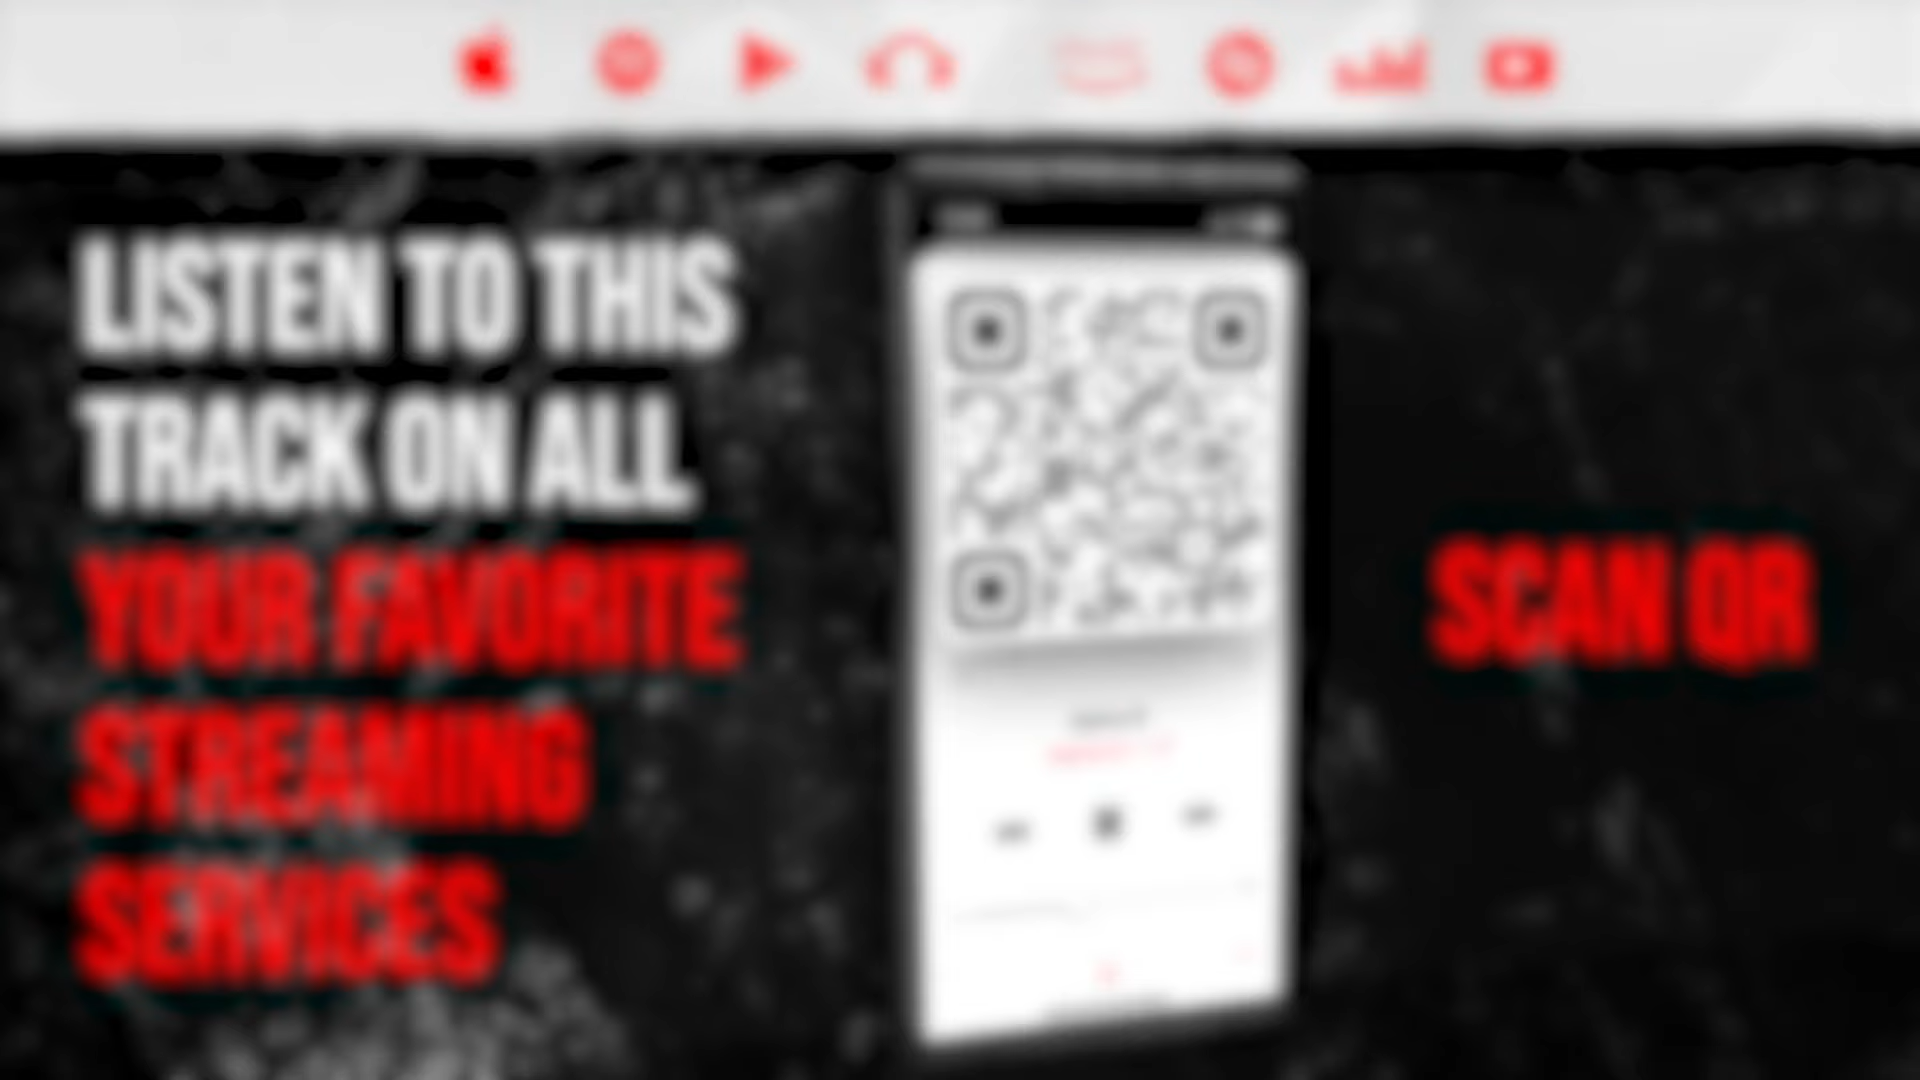 LISTEN TO THIS
TRACK ON ALL
YOUR FAVORITE
STREAMING
SERVICES
SCAN QR